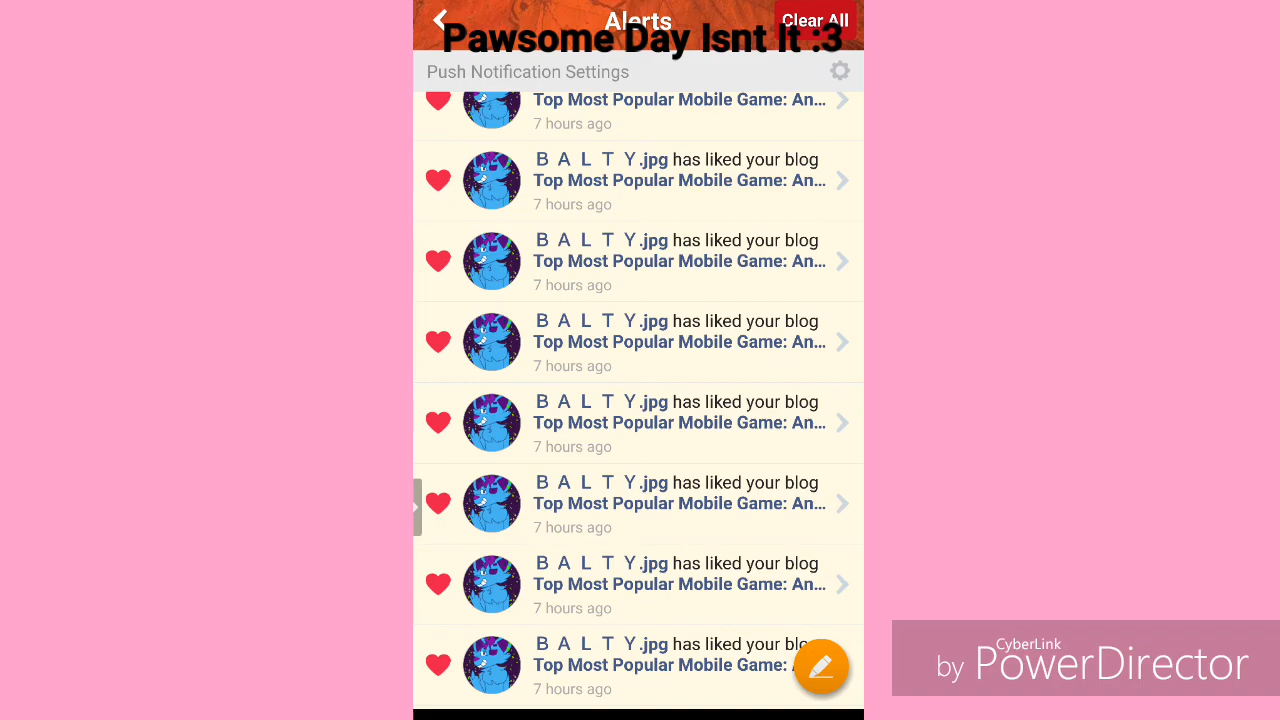 Alerts
Clear All
Pawsome Day Isnt It :3
Push Notification Settings
Top Most Popular Mobile Game: An...
7 hours ago
B A L T Y.jpg has liked your blog
Top Most Popular Mobile Game: An...
7 hours ago
B A L T Y.jpg has liked your blog
Top Most Popular Mobile Game: An...
7 hours ago
B A L T Y.jpg has liked your blog
Top Most Popular Mobile Game: An...
7 hours ago
B A L T Y.jpg has liked your blog
Top Most Popular Mobile Game: An...
7 hours ago
B A L T Y.jpg has liked your blog
Top Most Popular Mobile Game: An...
7 hours ago
B A L T Y.jpg has liked your blog
Top Most Popular Mobile Game: An...
7 hours ago
B A L T Y.jpg has liked your blo
Top Most Popular Mobile Game:
7 hours ago
CyberLink
by PowerDirector